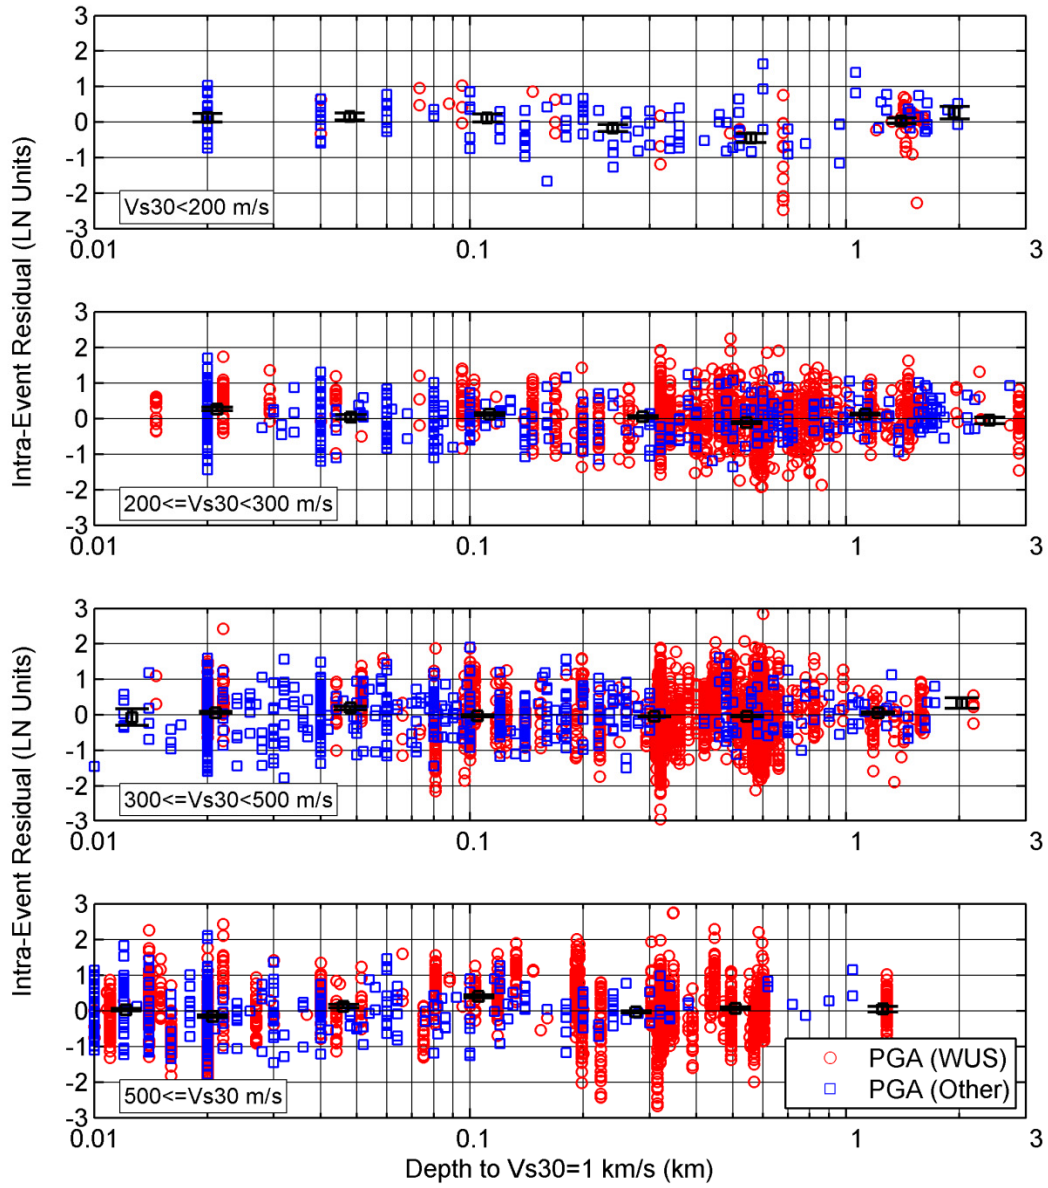 3
2
1
0
-1
-2
-3
Vs30<200 m/s
0.01 0.1 1 3
3
2
1
0
-1
-2
-3
200<=Vs30<300 m/s
0.01 0.1 1 3
Intra-Event Residual (LN Units)
3
2
1
0
-1
-2
-3
300<=Vs30<500 m/s
0.01 0.1 1 3
3
2
1
0
-1
-2
-3
500<=Vs30 m/s
PGA (WUS)
PGA (Other)
0.01 0.1 1 3
Intra-Event Residual (LN Units)
Depth to Vs30=1 km/s (km)